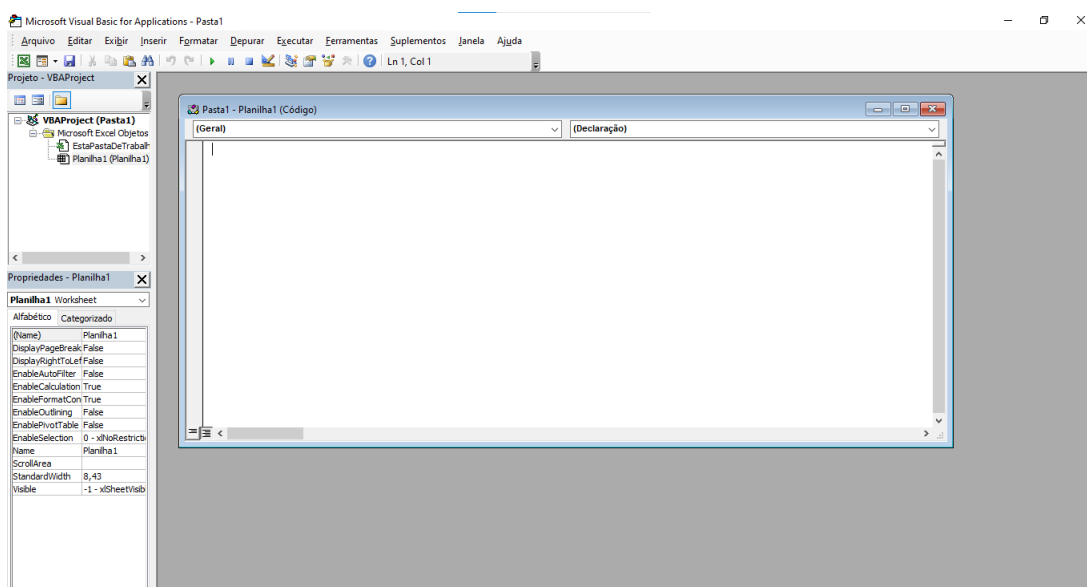 Microsoft Visual Basic for Applications - Pasta1
Arquivo Editar Exibir Inserir Formatar Depurar Executar Ferramentas Suplementos Janela Ajuda
Ln 1, Col 1
Projeto - VBAProject
VBAProject (Pasta1)
Microsoft Excel Objetos
EstaPastaDeTrabalh
Planilha1 (Planilha1)
Pasta1 - Planilha1 (Código)
(Geral) (Declaração)
Propriedades - Planilha1
Planilha1 Worksheet
Alfabético Categorizado
(Name) Planilha1
DisplayPageBreak False
DisplayRightToLef False
EnableAutoFilter False
EnableCalculation True
EnableFormatCon True
EnableOutlining False
EnablePivotTable False
EnableSelection 0 - xlNoRestricti
Name Planilha1
ScrollArea
StandardWidth 8,43
Visible -1 - xlSheetVisib